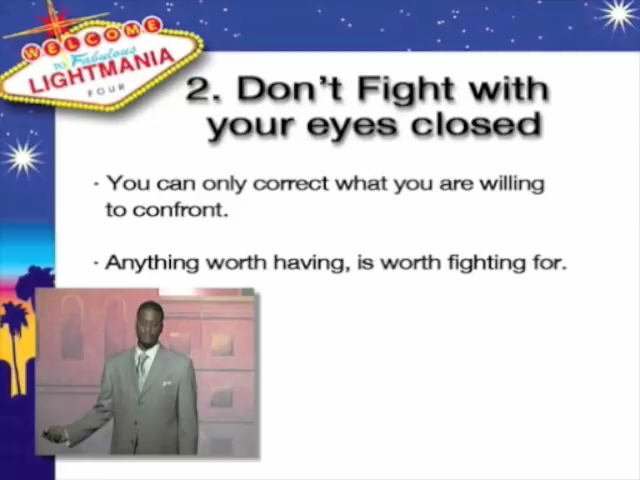 WELCOME
TO Fabulous
LIGHTMANIA
FOUR
2. Don't Fight with
your eyes closed
· You can only correct what you are willing
to confront.
· Anything worth having, is worth fighting for.